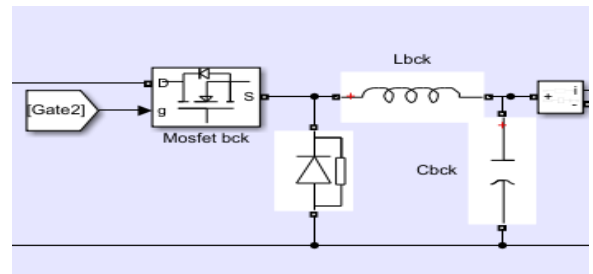 Lbck
D
[Gate2]
g
S
Mosfet bck
+
i
-
+
Cbck
+